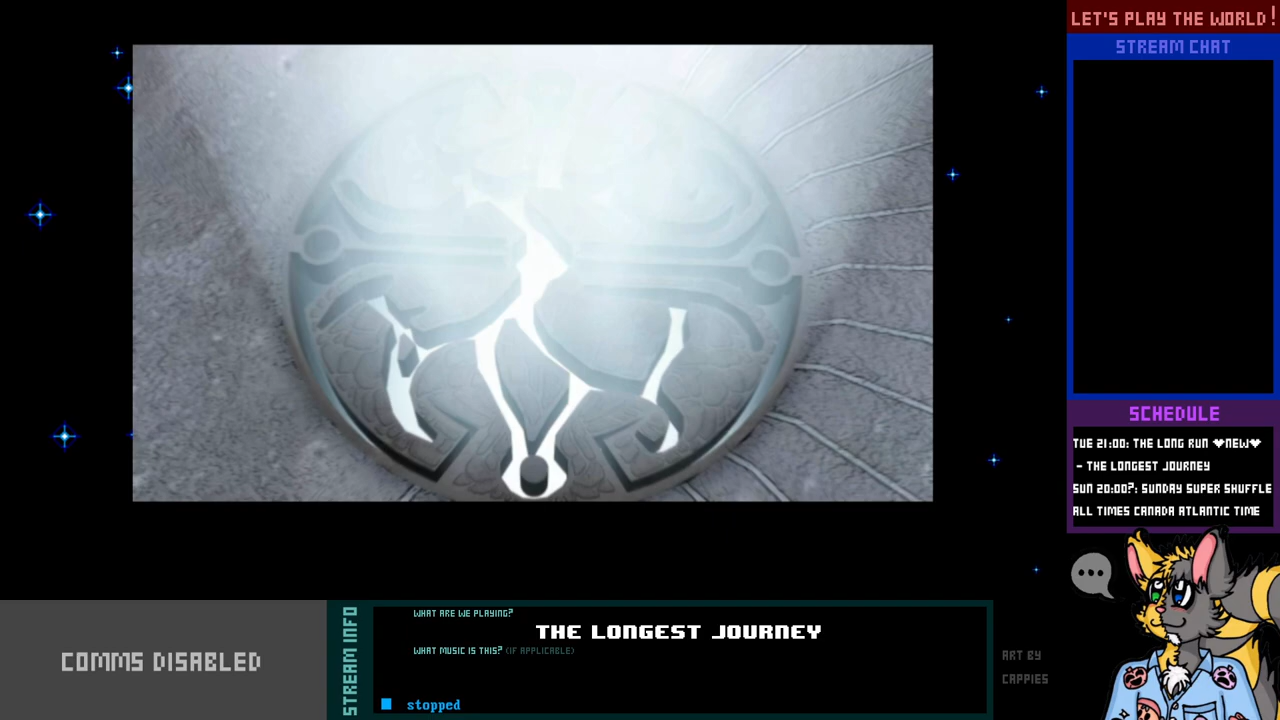 LET'S PLAY THE WORLD!
STREAM CHAT
SCHEDULE
TUE 21:00: THE LONG RUN ♥NEW♥
- THE LONGEST JOURNEY
SUN 20:00?: SUNDAY SUPER SHUFFLE
ALL TIMES CANADA ATLANTIC TIME
COMMS DISABLED
STREAM INFO
WHAT ARE WE PLAYING?
THE LONGEST JOURNEY
WHAT MUSIC IS THIS? (IF APPLICABLE)
stopped
ART BY
CAPPIES